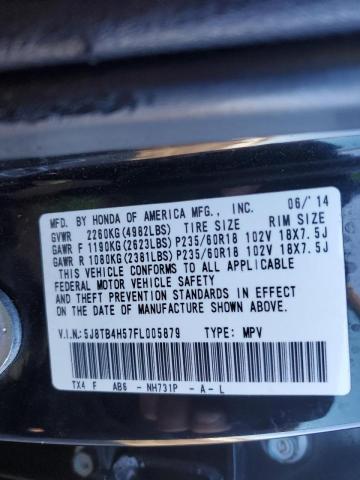 MFD. BY HONDA OF AMERICA MFG., INC. 06/'14
GVWR 2260KG(4982LBS) TIRE SIZE RIM SIZE
GAWR F 1190KG(2623LBS) P235/60R18 102V 18X7.5J
GAWR R 1080KG(2381LBS) P235/60R18 102V 18X7.5J
THIS VEHICLE CONFORMS TO ALL APPLICABLE
FEDERAL MOTOR VEHICLE SAFETY
AND THEFT PREVENTION STANDARDS IN EFFECT
ON THE DATE OF MANUFACTURE SHOWN ABOVE.
V.I.N.:5J8TB4H57FL005879 TYPE: MPV
TX4 F AB6 - NH731P - A - L